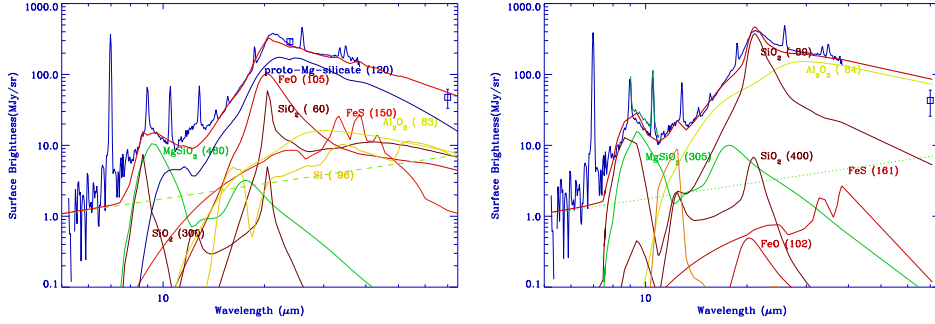 1000.0
100.0
10.0
1.0
0.1
Surface Brightness(MJy/sr)
proto-Mg-silicate (120)
FeO (105)
SiO₂ ( 60)
FeS (150)
Al₂O₃ ( 83)
MgSiO₃ (480)
Si ( 96)
SiO₂ (300)
10
Wavelength (μm)
1000.0
100.0
10.0
1.0
0.1
Surface Brightness(MJy/sr)
SiO₂ ( 89)
Al₂O₃ ( 84)
MgSiO₃ (305)
SiO₂ (400)
FeS (161)
FeO (102)
10
Wavelength (μm)